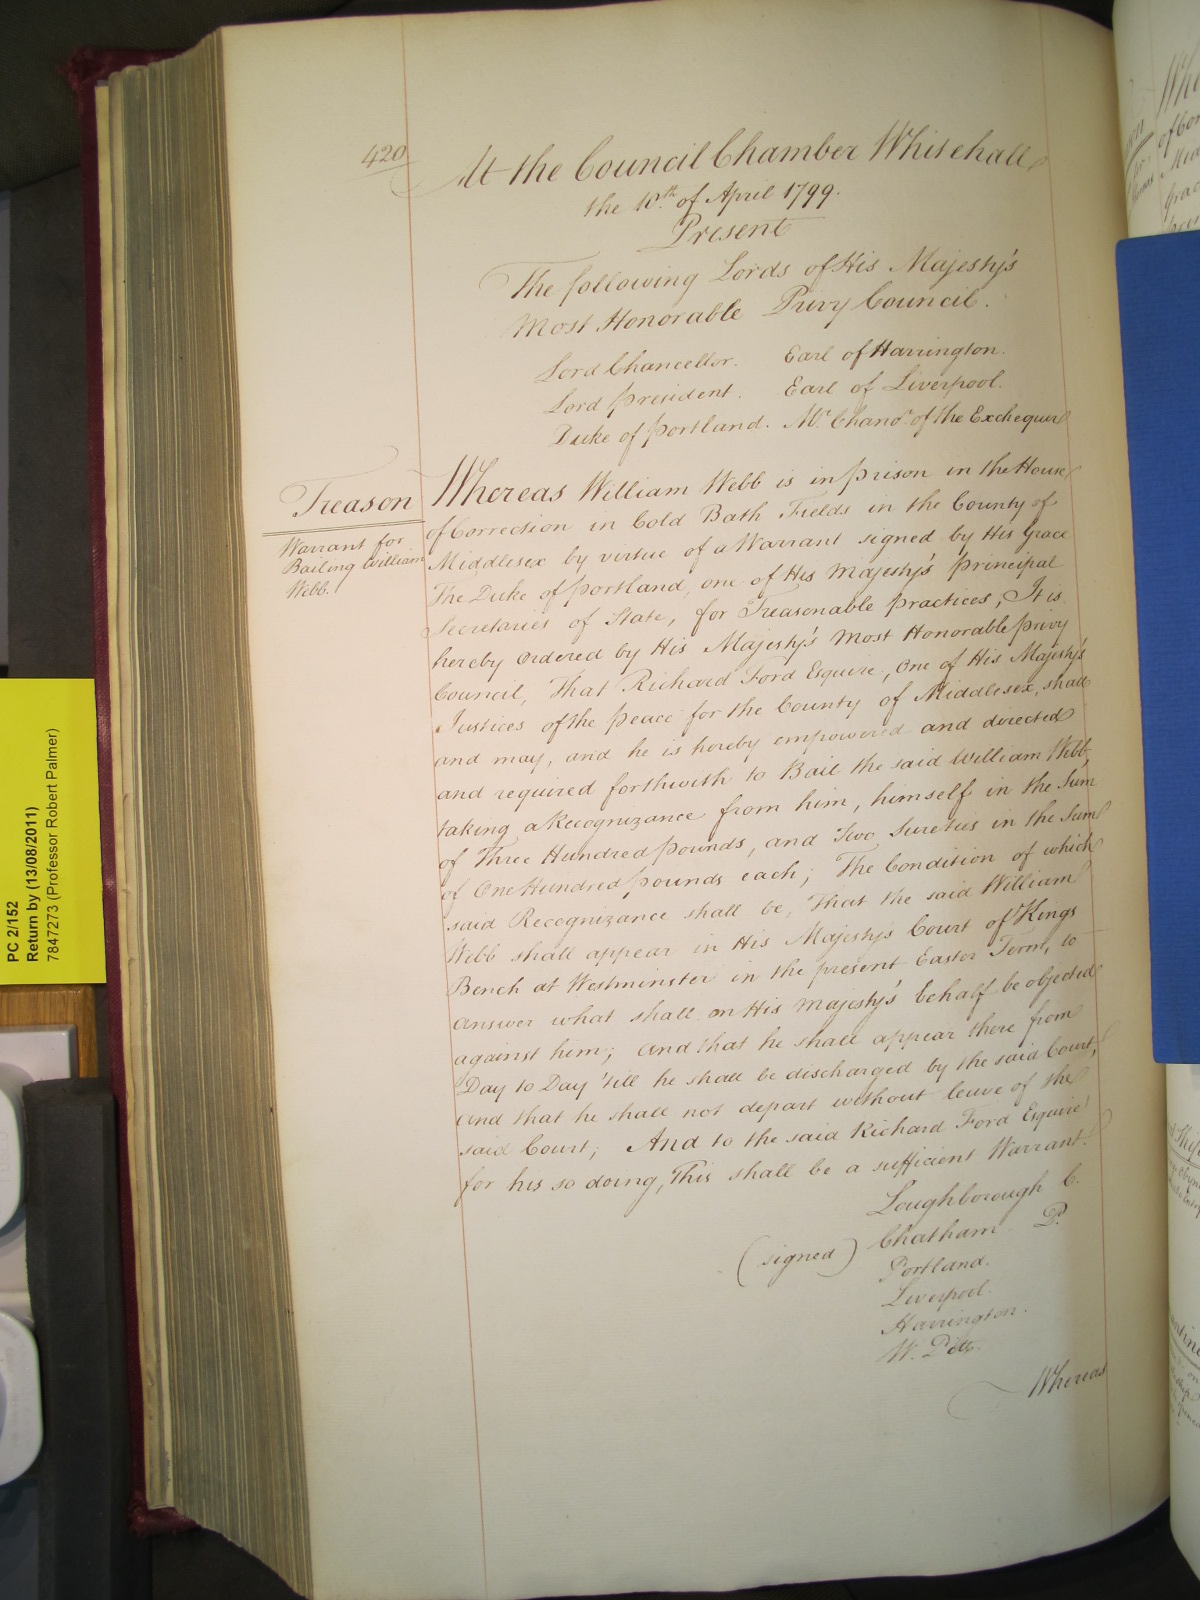 420
At the Council Chamber Whitehall,
the 10th of April 1799.
Present
The following Lords of His Majesty's
Most Honorable Privy Council.
Lord Chancellor. Earl of Harrington.
Lord president. Earl of Liverpool.
Duke of portland. Mr. Chanor. of the Exchequer
Treason
Warrant for
Bailing William
Webb.
Whereas William Webb is in prison in the House
of Correction in Cold Bath Fields in the County of
Middlesex by virtue of a Warrant signed by His Grace
The Duke of portland, one of His Majesty's principal
Secretaries of State, for Treasonable practices, It is
hereby ordered by His Majesty's Most Honorable privy
Council, That Richard Ford Esquire, One of His Majesty's
Justices of the peace for the County of Middlesex, shall
and may, and he is hereby empowered and directed
and required forthwith to Bail the said William Webb,
taking a Recognizance from him, himself in the Sum
of Three Hundred pounds, and Two Sureties in the Sum
of One Hundred pounds each; The Condition of which
said Recognizance shall be, That the said William
Webb shall appear in His Majesty's Court of Kings
Bench at Westminster in the present Easter Term, to
answer what shall on His Majesty's behalf be objected
against him; and that he shall appear there from
Day to Day 'till he shall be discharged by the said Court,
and that he shall not depart without leave of the
said Court; And to the said Richard Ford Esquire
for his so doing, This shall be a sufficient Warrant.
Loughborough C.
(signed) Chatham P.
Portland.
Liverpool.
Harrington.
W. Pitt.
Whereas
PC 2/152
Return by (13/08/2011)
7847273 (Professor Robert Palmer)